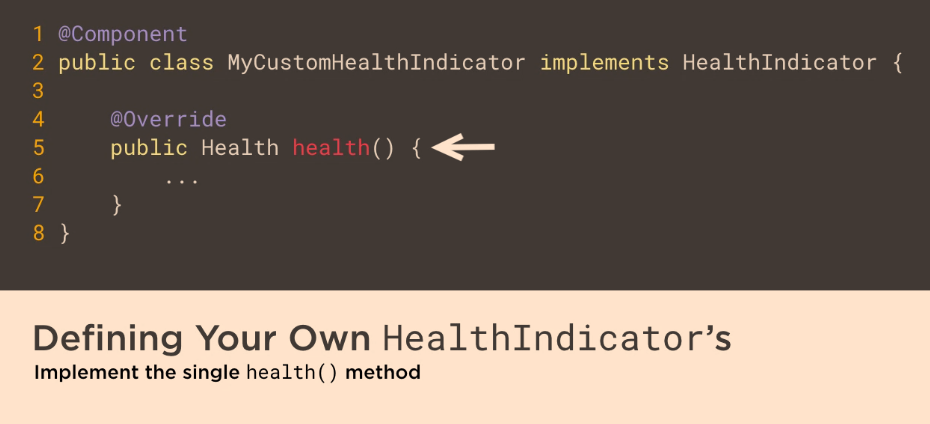 1 @Component
2 public class MyCustomHealthIndicator implements HealthIndicator {
3
4     @Override
5     public Health health() {
6         ...
7     }
8 }
Defining Your Own HealthIndicator’s
Implement the single health() method